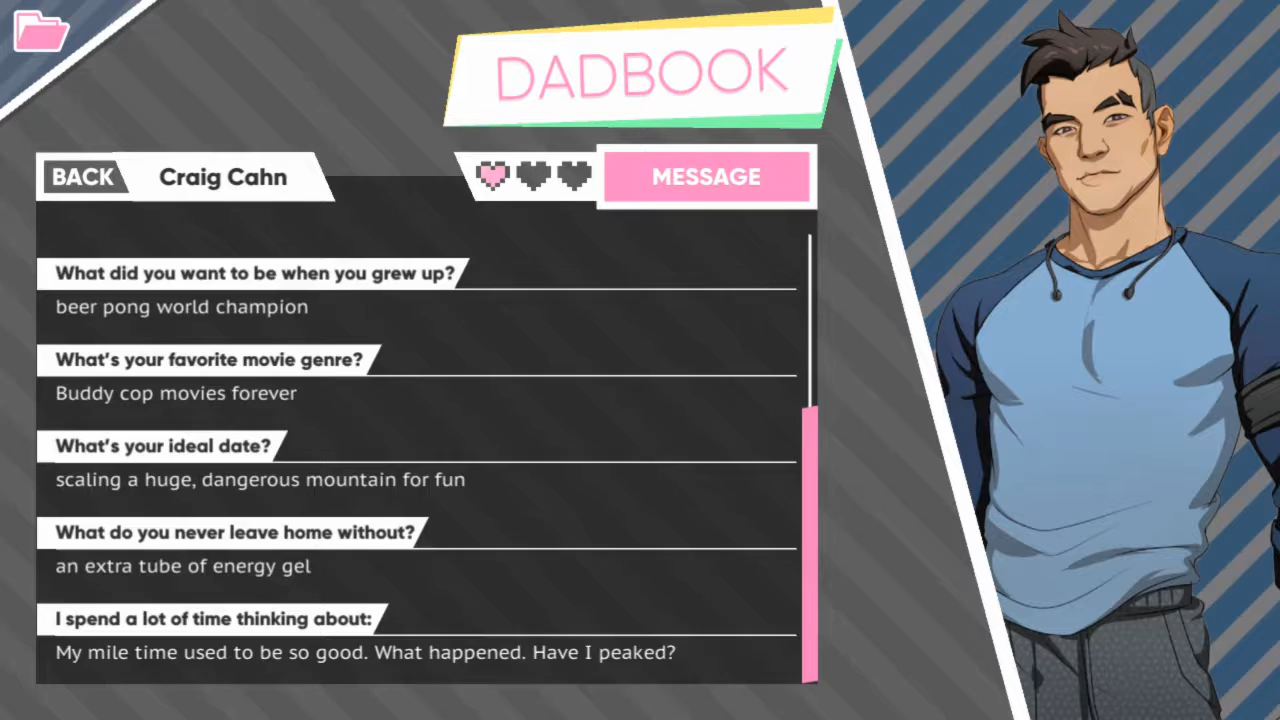 DADBOOK
BACK
Craig Cahn
MESSAGE
What did you want to be when you grew up?
beer pong world champion
What's your favorite movie genre?
Buddy cop movies forever
What's your ideal date?
scaling a huge, dangerous mountain for fun
What do you never leave home without?
an extra tube of energy gel
I spend a lot of time thinking about:
My mile time used to be so good. What happened. Have I peaked?